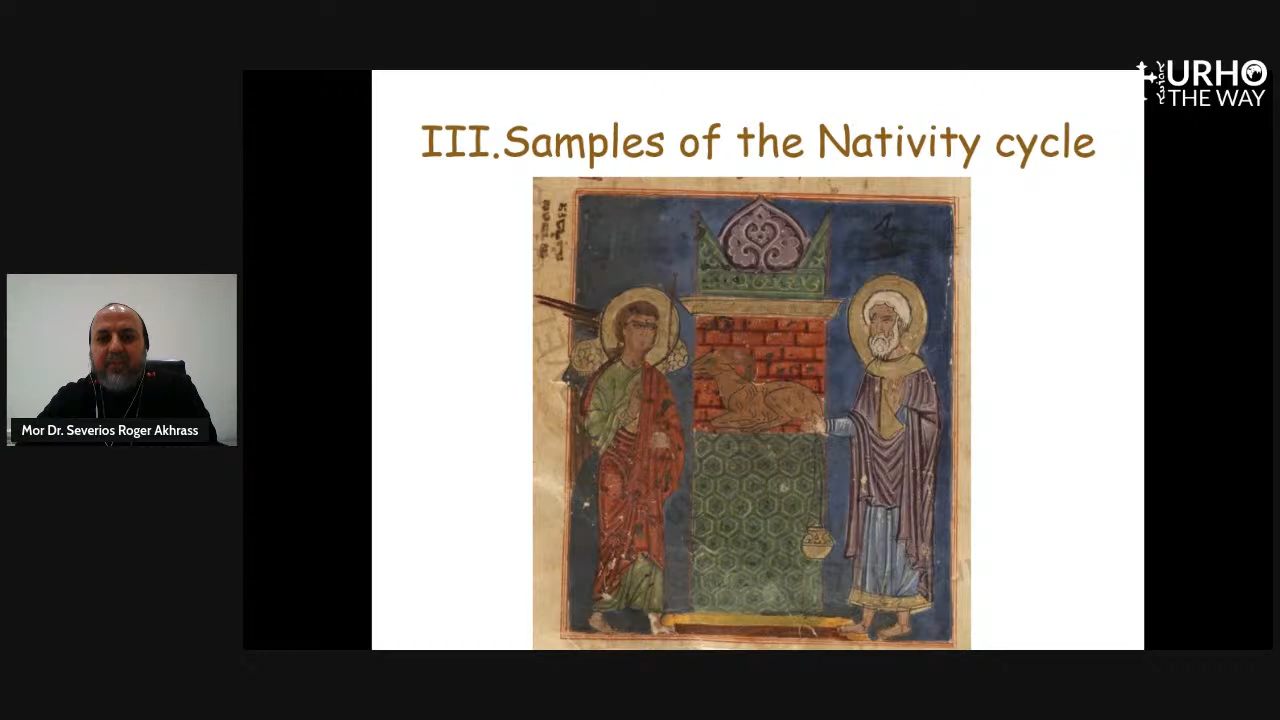 URHO
THE WAY
III.Samples of the Nativity cycle
Mor Dr. Severios Roger Akhrass